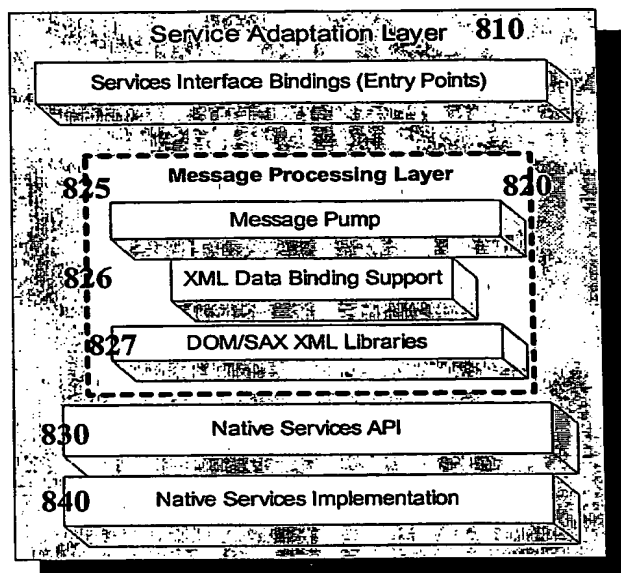 Service Adaptation Layer 810
Services Interface Bindings (Entry Points)
Message Processing Layer
825 820
Message Pump
826 XML Data Binding Support
827 DOM/SAX XML Libraries
830 Native Services API
840 Native Services Implementation